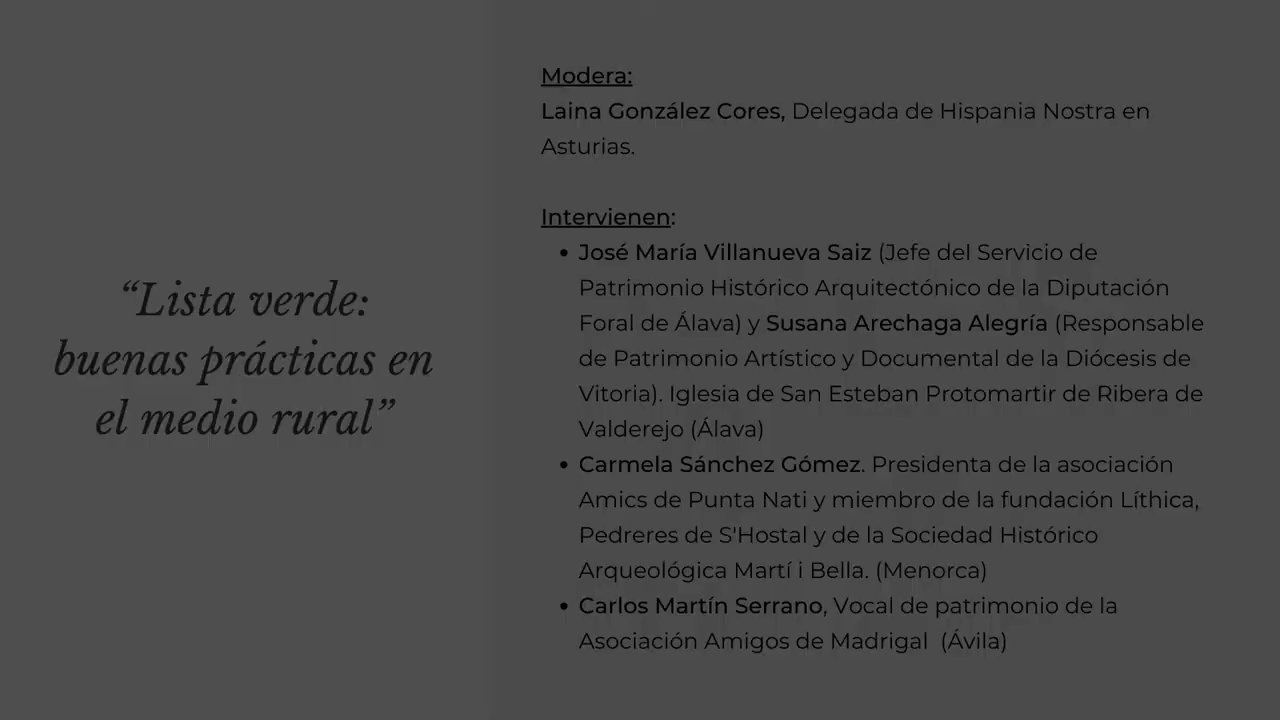 “Lista verde:
buenas prácticas en
el medio rural”
Modera:
Laina González Cores, Delegada de Hispania Nostra en
Asturias.
Intervienen:
• José María Villanueva Saiz (Jefe del Servicio de
Patrimonio Histórico Arquitectónico de la Diputación
Foral de Álava) y Susana Arechaga Alegría (Responsable
de Patrimonio Artístico y Documental de la Diócesis de
Vitoria). Iglesia de San Esteban Protomartir de Ribera de
Valderejo (Álava)
• Carmela Sánchez Gómez. Presidenta de la asociación
Amics de Punta Nati y miembro de la fundación Líthica,
Pedreres de S'Hostal y de la Sociedad Histórico
Arqueológica Martí i Bella. (Menorca)
• Carlos Martín Serrano, Vocal de patrimonio de la
Asociación Amigos de Madrigal (Ávila)